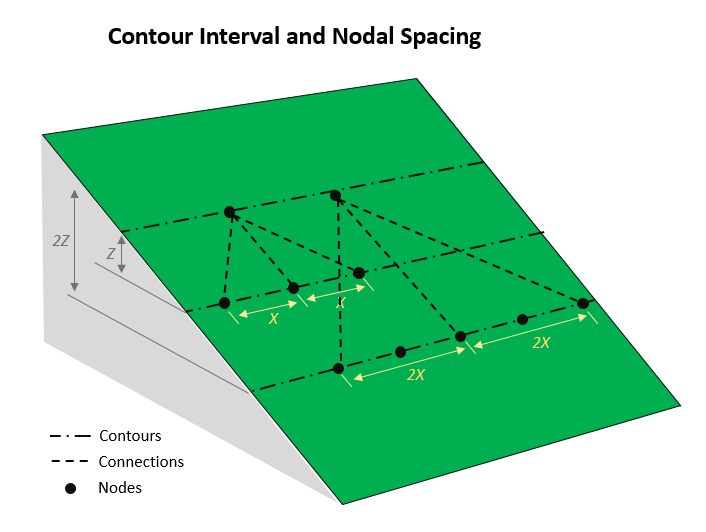 Contour Interval and Nodal Spacing
2Z
Z
X
X
2X
2X
Contours
Connections
Nodes